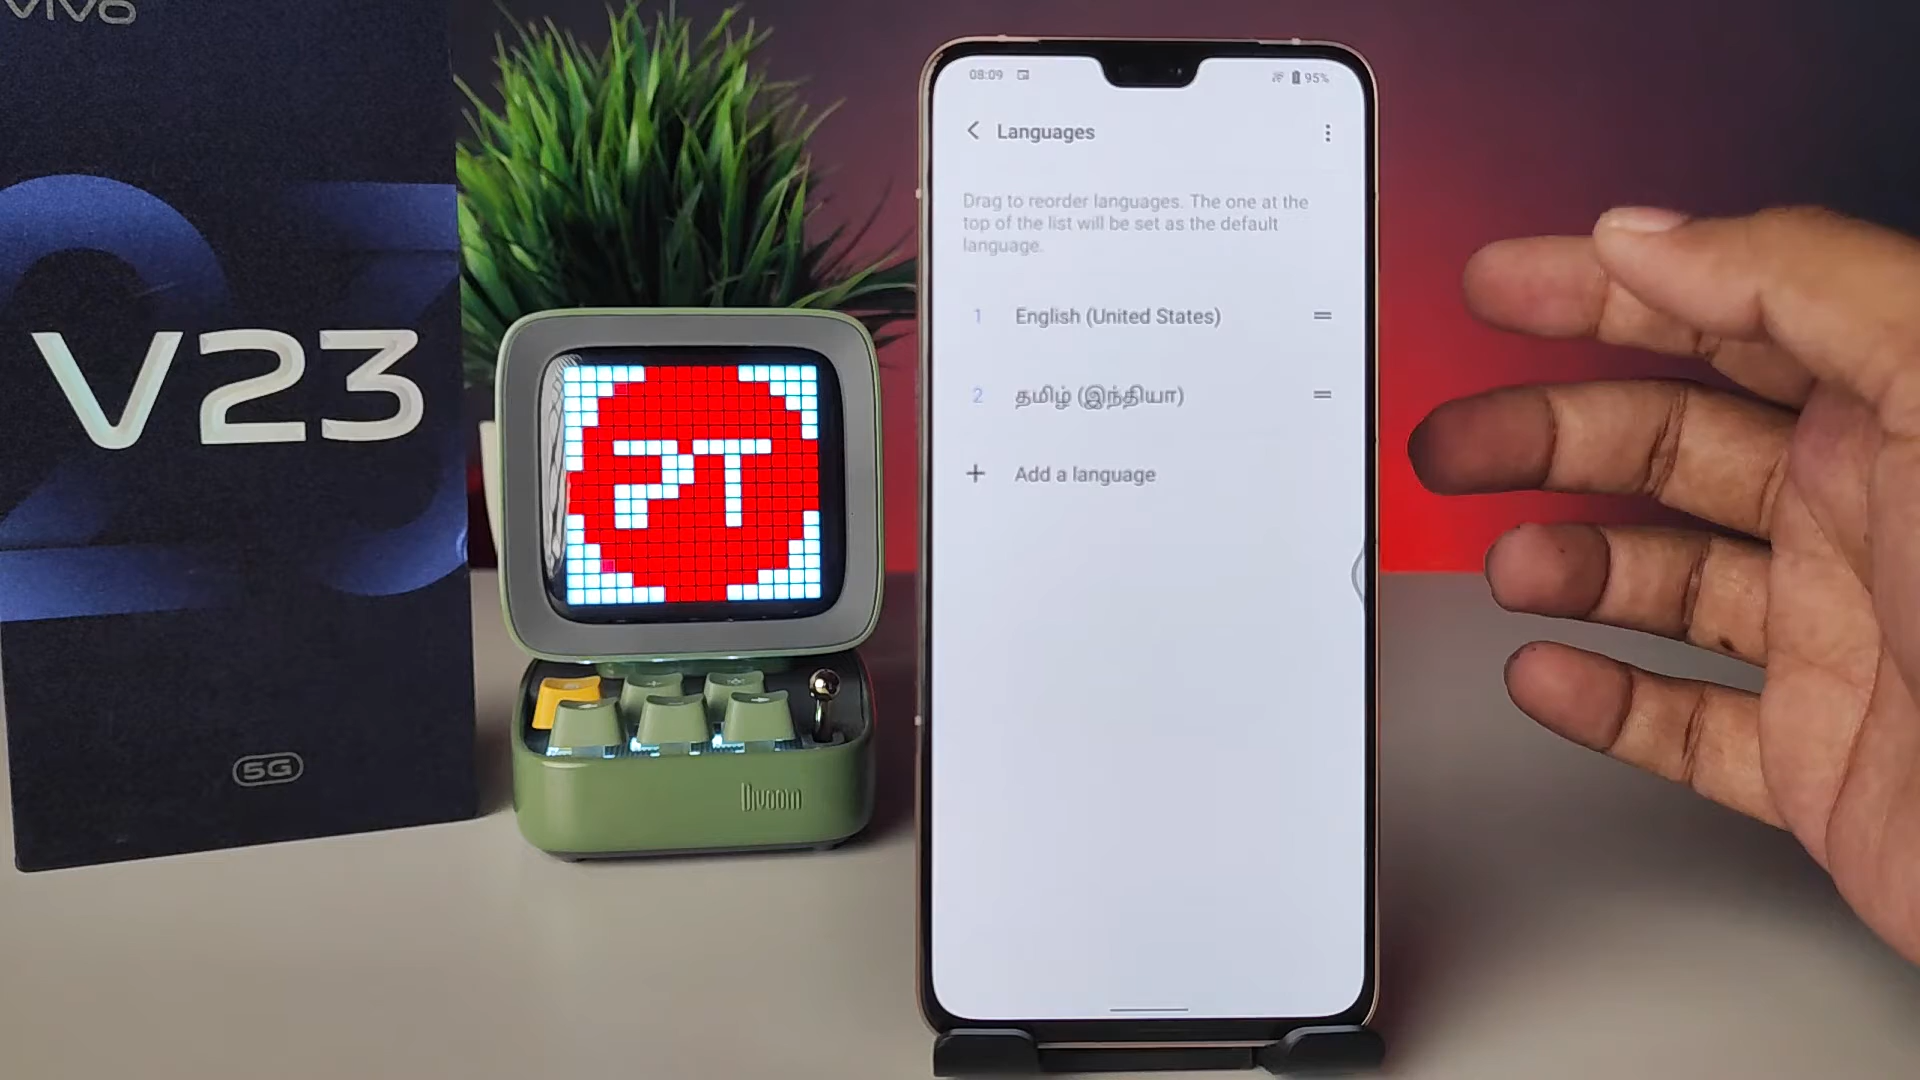 vivo
V23
5G
PT
Divoom
08:09
95%
Languages
Drag to reorder languages. The one at the
top of the list will be set as the default
language.
1 English (United States)
2 தமிழ் (இந்தியா)
+ Add a language